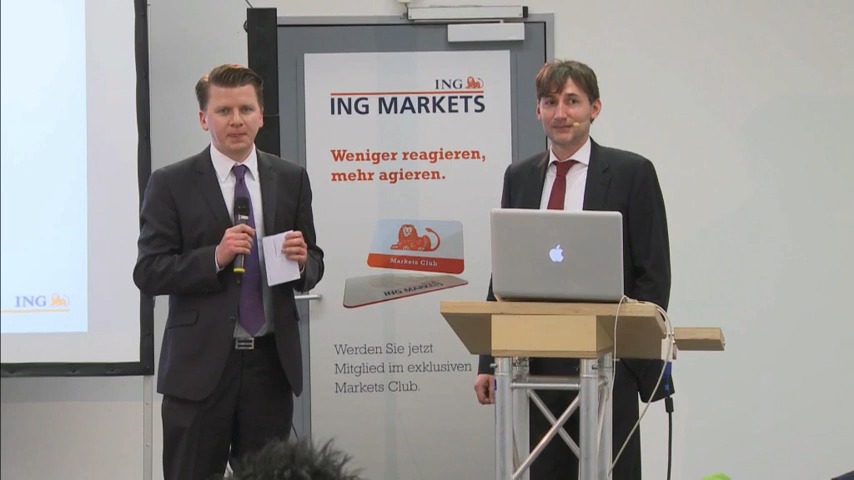 ING
ING MARKETS
Weniger reagieren,
mehr agieren.
Markets Club
ING MARKETS
Werden Sie jetzt
Mitglied im exklusiven
Markets Club.
ING